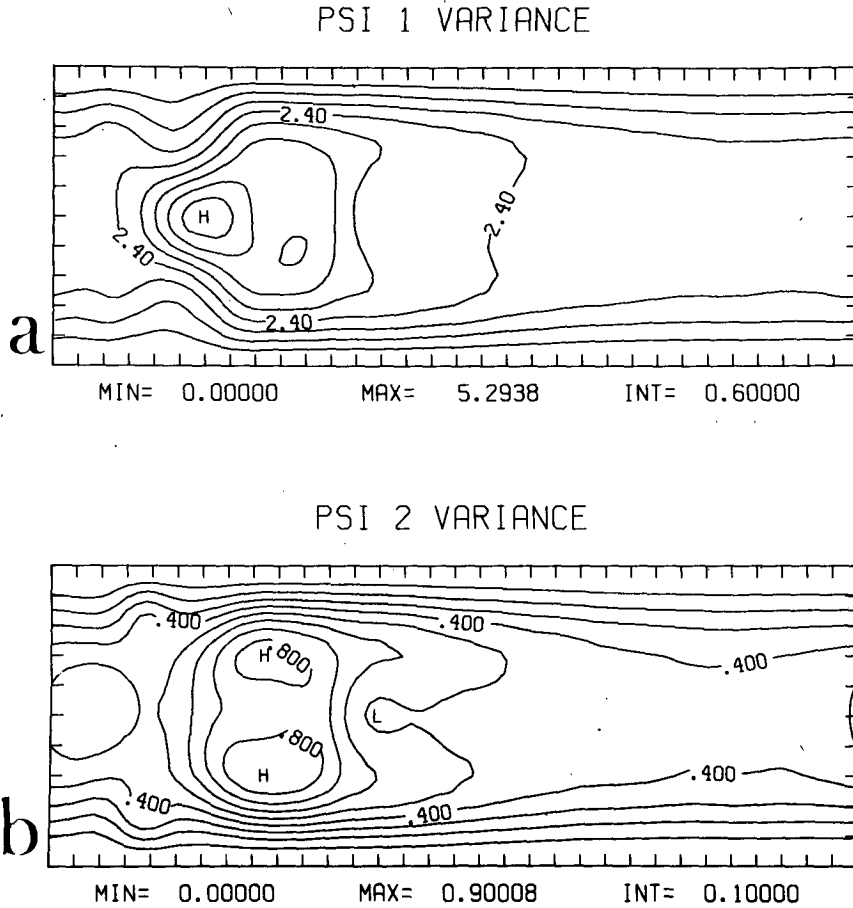 PSI 1 VARIANCE
2.40
H
2.40
2.40
2.40
a
MIN= 0.00000 MAX= 5.2938 INT= 0.60000
PSI 2 VARIANCE
.400
.400
H
.800
.400
L
.800
H
.400
.400
.400
b
MIN= 0.00000 MAX= 0.90008 INT= 0.10000